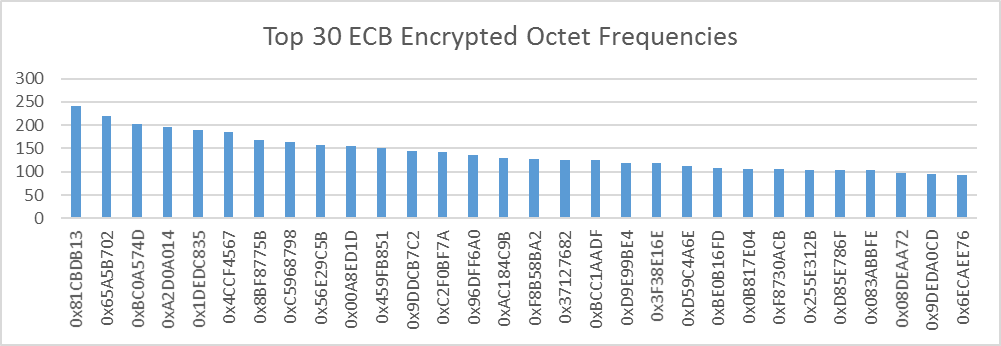 Top 30 ECB Encrypted Octet Frequencies
300
250
200
150
100
50
0
0x81CBDB13
0x65A5B702
0xBC0A574D
0xA2D0A014
0x1DEDC835
0x4CCF4567
0x8BF8775B
0xC5968798
0x56E29C5B
0x00A8ED1D
0x459FB851
0x9DDCB7C2
0xC2F0BF7A
0x96DFF6A0
0xAC184C9B
0xF8B58BA2
0x37127682
0xBCC1AADF
0xD9E99BE4
0x3F38E16E
0xD59C4A6E
0xBE0B16FD
0x0B817E04
0xF8730ACB
0x255E312B
0xD85E786F
0x083ABBFE
0x08DEAA72
0x9DEDA0CD
0x6ECAEE76